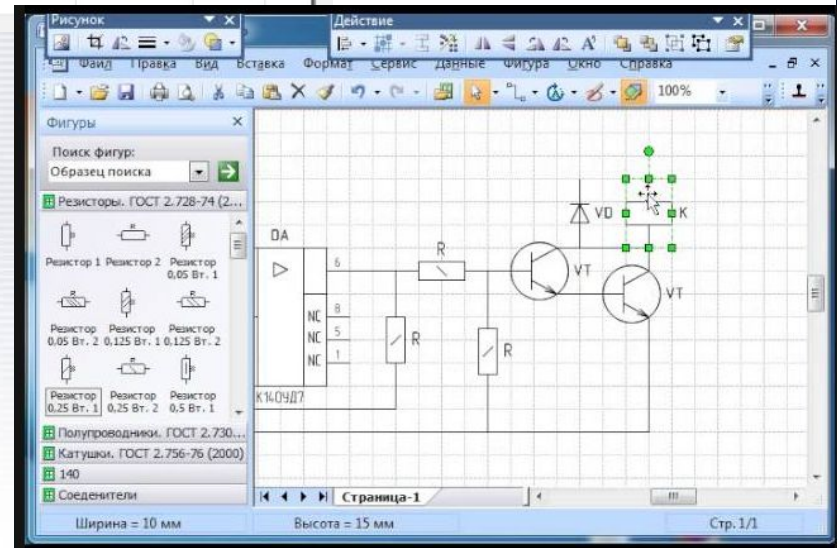 Рисунок
Действие
Файл Правка Вид Вставка Формат Сервис Данные Фигура Окно Справка
100%
Фигуры
Поиск фигур:
Образец поиска
Резисторы. ГОСТ 2.728-74 (2...
Резистор 1 Резистор 2 Резистор
0,05 Вт. 1
Резистор Резистор Резистор
0,05 Вт. 2 0,125 Вт. 1 0,125 Вт. 2
Резистор Резистор Резистор
0,25 Вт. 1 0,25 Вт. 2 0,5 Вт. 1
Полупроводники. ГОСТ 2.730...
Катушки. ГОСТ 2.756-76 (2000)
140
Соеденители
DA
6
NC 8
NC 5
NC 1
К140УД7
R
R
R
VD
K
VT
VT
Страница-1
Ширина = 10 мм
Высота = 15 мм
Стр. 1/1